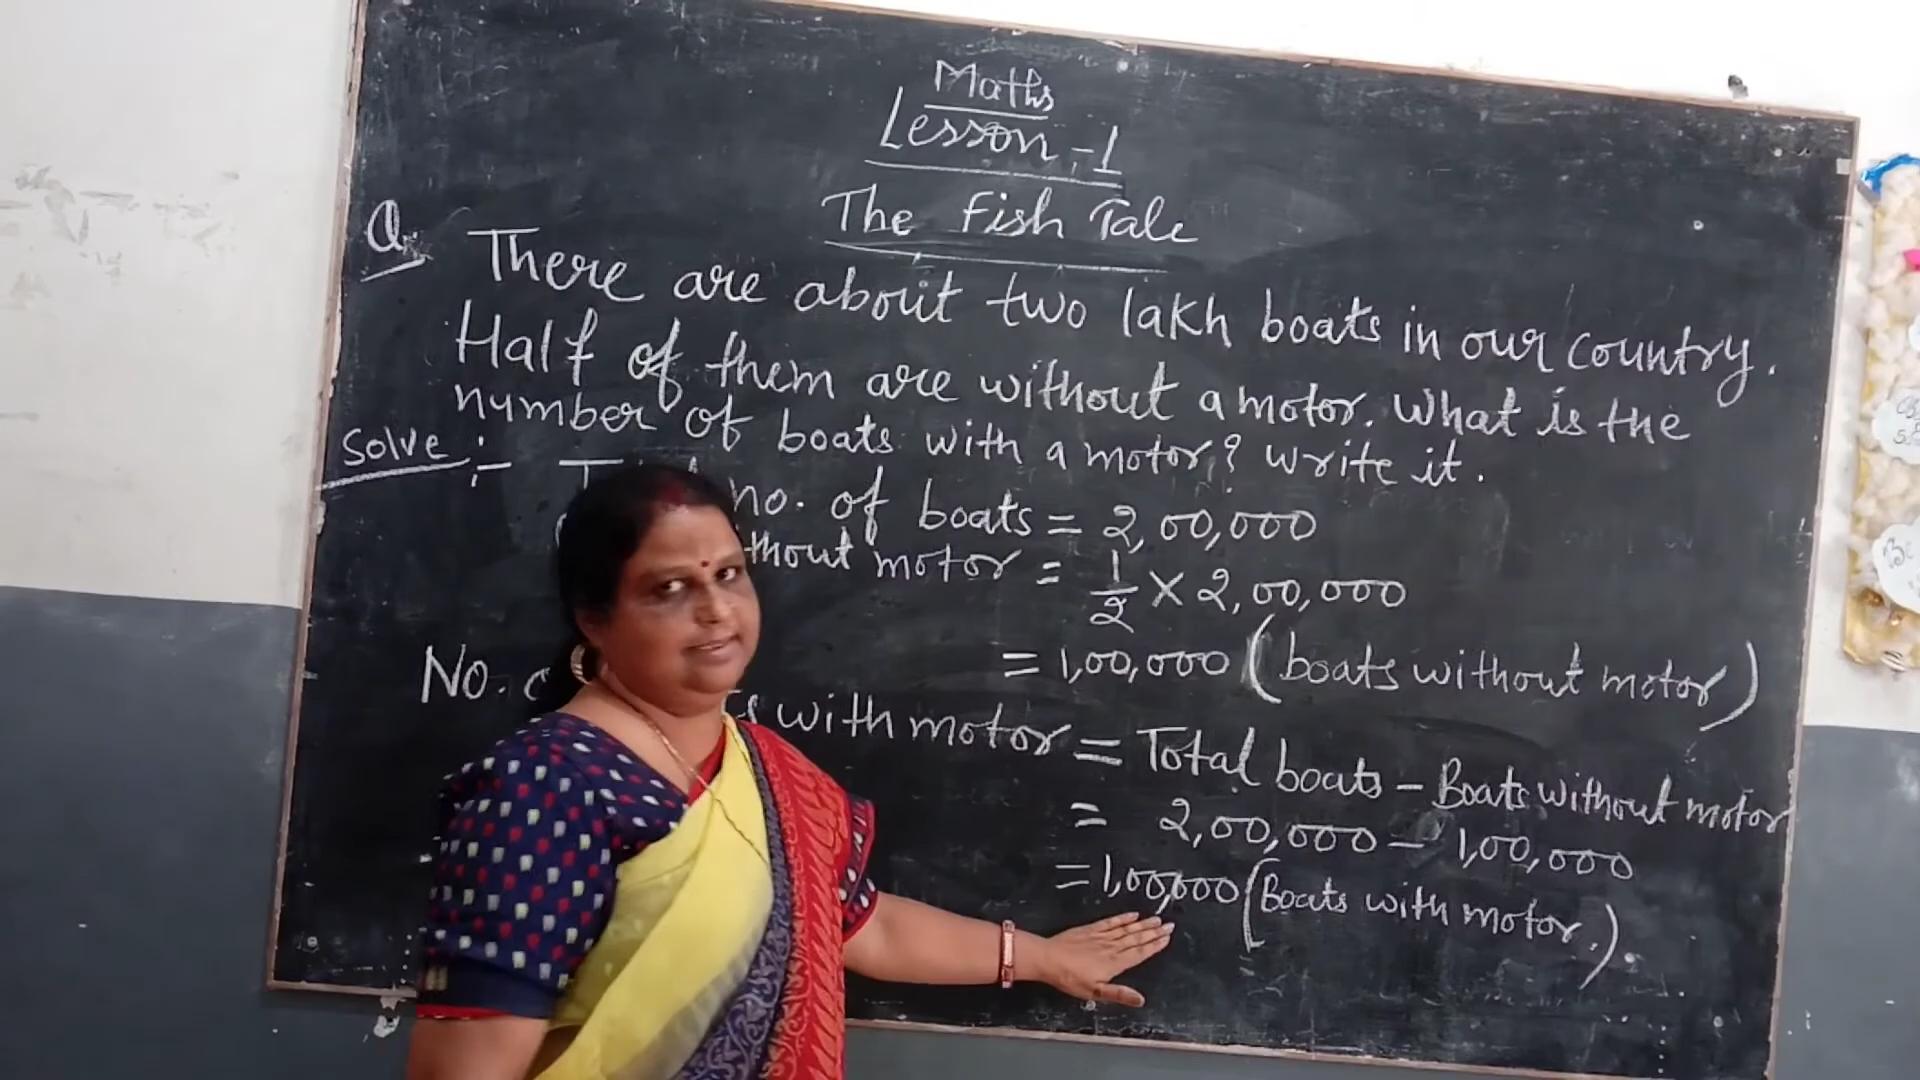 Maths
Lesson-1
The Fish Tale
Q. There are about two lakh boats in our country.
Half of them are without a motor. What is the
number of boats with a motor? Write it.
Solve :- no. of boats = 2,00,000
motor = 1/2 X 2,00,000
= 1,00,000 (boats without motor)
No. with motor = Total boats - Boats without motor
= 2,00,000 - 1,00,000
= 1,00,000 (Boats with motor.)